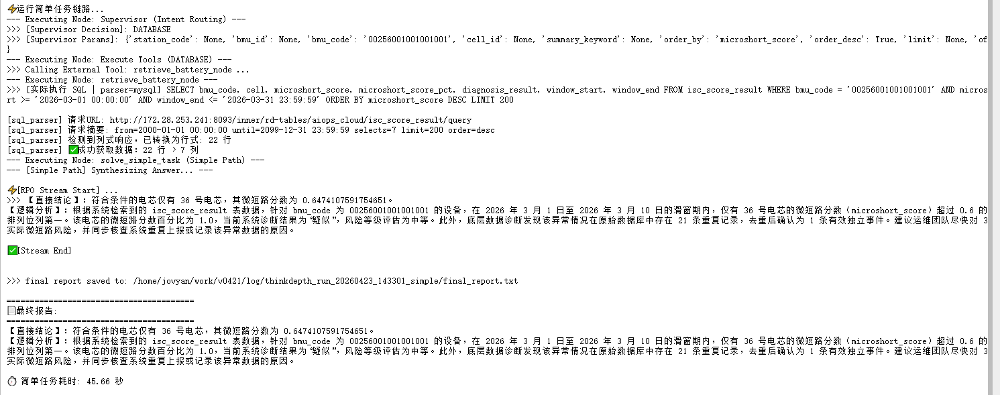 ⚡运行简单任务链路...
--- Executing Node: Supervisor (Intent Routing) ---
>>> [Supervisor Decision]: DATABASE
>>> [Supervisor Params]: {'station_code': None, 'bmu_id': None, 'bmu_code': '00256001001001001', 'cell_id': None, 'summary_keyword': None, 'order_by': 'microshort_score', 'order_desc': True, 'limit': None, 'of
}
--- Executing Node: Execute Tools (DATABASE) ---
>>> Calling External Tool: retrieve_battery_node ...
--- Executing Node: retrieve_battery_node ---
>>> [实际执行 SQL | parser=mysql] SELECT bmu_code, cell, microshort_score, microshort_score_pct, diagnosis_result, window_start, window_end FROM isc_score_result WHERE bmu_code = '00256001001001001' AND micros
rt >= '2026-03-01 00:00:00' AND window_end <= '2026-03-31 23:59:59' ORDER BY microshort_score DESC LIMIT 200
[sql_parser] 请求URL: http://172.28.253.241:8093/inner/rd-tables/aiops_cloud/isc_score_result/query
[sql_parser] 请求摘要: from=2000-01-01 00:00:00 until=2099-12-31 23:59:59 selects=7 limit=200 order=desc
[sql_parser] 检测到列式响应，已转换为行式: 22 行
[sql_parser] ✅成功获取数据: 22 行 > 7 列
--- Executing Node: solve_simple_task (Simple Path) ---
--- [Simple Path] Synthesizing Answer... ---
⚡[RPO Stream Start] ...
>>> 【直接结论】: 符合条件的电芯仅有 36 号电芯，其微短路分数为 0.6474107591754651。
【逻辑分析】: 根据系统检索到的 isc_score_result 表数据，针对 bmu_code 为 00256001001001001 的设备，在 2026 年 3 月 1 日至 2026 年 3 月 10 日的滑窗期内，仅有 36 号电芯的微短路分数（microshort_score）超过 0.6 的
排列位列第一。该电芯的微短路分数百分比为 1.0，当前系统诊断结果为“疑似”，风险等级评估为中等。此外，底层数据诊断发现该异常情况在原始数据库中存在 21 条重复记录，去重后确认为 1 条有效独立事件。建议运维团队尽快对 3
实际微短路风险，并同步核查系统重复上报或记录该异常数据的原因。
✅[Stream End]
>>> final report saved to: /home/jovyan/work/v0421/log/thinkdepth_run_20260423_143301_simple/final_report.txt
========================================
📄最终报告:
========================================
【直接结论】: 符合条件的电芯仅有 36 号电芯，其微短路分数为 0.6474107591754651。
【逻辑分析】: 根据系统检索到的 isc_score_result 表数据，针对 bmu_code 为 00256001001001001 的设备，在 2026 年 3 月 1 日至 2026 年 3 月 10 日的滑窗期内，仅有 36 号电芯的微短路分数（microshort_score）超过 0.6 的
排列位列第一。该电芯的微短路分数百分比为 1.0，当前系统诊断结果为“疑似”，风险等级评估为中等。此外，底层数据诊断发现该异常情况在原始数据库中存在 21 条重复记录，去重后确认为 1 条有效独立事件。建议运维团队尽快对 3
实际微短路风险，并同步核查系统重复上报或记录该异常数据的原因。
⏱ 简单任务耗时: 45.66 秒